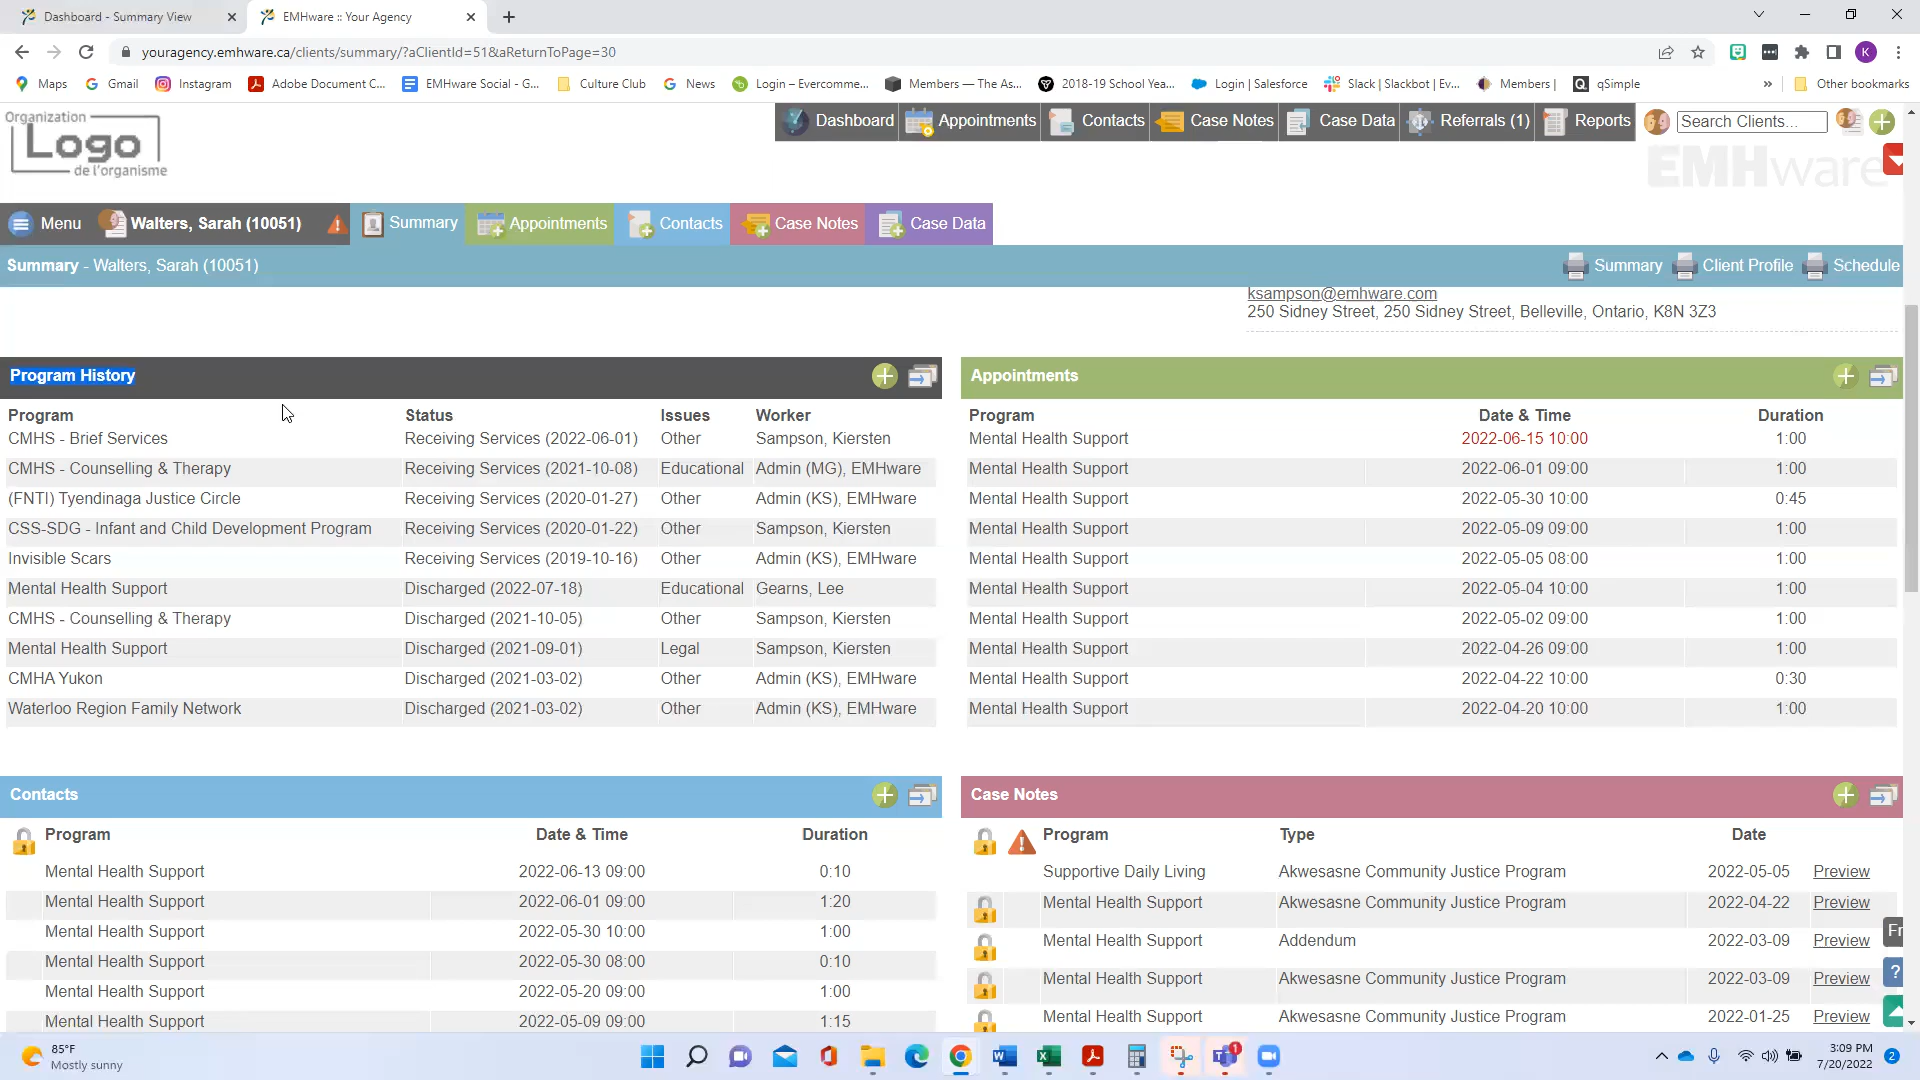 Dashboard - Summary View
EMHware :: Your Agency
youragency.emhware.ca/clients/summary/?aClientId=51&aReturnToPage=30
K
Maps Gmail Instagram Adobe Document C... EMHware Social - G... Culture Club News Login – Evercomme... Members — The As... 2018-19 School Yea... Login | Salesforce Slack | Slackbot | Ev... Members | qSimple » Other bookmarks
Organization
Logo
de l'organisme
Dashboard Appointments Contacts Case Notes Case Data Referrals (1) Reports Search Clients...
EMHware
Menu Walters, Sarah (10051) Summary Appointments Contacts Case Notes Case Data
Summary - Walters, Sarah (10051) Summary Client Profile Schedule
ksampson@emhware.com
250 Sidney Street, 250 Sidney Street, Belleville, Ontario, K8N 3Z3
Program History
Program Status Issues Worker
CMHS - Brief Services Receiving Services (2022-06-01) Other Sampson, Kiersten
CMHS - Counselling & Therapy Receiving Services (2021-10-08) Educational Admin (MG), EMHware
(FNTI) Tyendinaga Justice Circle Receiving Services (2020-01-27) Other Admin (KS), EMHware
CSS-SDG - Infant and Child Development Program Receiving Services (2020-01-22) Other Sampson, Kiersten
Invisible Scars Receiving Services (2019-10-16) Other Admin (KS), EMHware
Mental Health Support Discharged (2022-07-18) Educational Gearns, Lee
CMHS - Counselling & Therapy Discharged (2021-10-05) Other Sampson, Kiersten
Mental Health Support Discharged (2021-09-01) Legal Sampson, Kiersten
CMHA Yukon Discharged (2021-03-02) Other Admin (KS), EMHware
Waterloo Region Family Network Discharged (2021-03-02) Other Admin (KS), EMHware
Appointments
Program Date & Time Duration
Mental Health Support 2022-06-15 10:00 1:00
Mental Health Support 2022-06-01 09:00 1:00
Mental Health Support 2022-05-30 10:00 0:45
Mental Health Support 2022-05-09 09:00 1:00
Mental Health Support 2022-05-05 08:00 1:00
Mental Health Support 2022-05-04 10:00 1:00
Mental Health Support 2022-05-02 09:00 1:00
Mental Health Support 2022-04-26 09:00 1:00
Mental Health Support 2022-04-22 10:00 0:30
Mental Health Support 2022-04-20 10:00 1:00
Contacts
Program Date & Time Duration
Mental Health Support 2022-06-13 09:00 0:10
Mental Health Support 2022-06-01 09:00 1:20
Mental Health Support 2022-05-30 10:00 1:00
Mental Health Support 2022-05-30 08:00 0:10
Mental Health Support 2022-05-20 09:00 1:00
Mental Health Support 2022-05-09 09:00 1:15
Case Notes
Program Type Date
Supportive Daily Living Akwesasne Community Justice Program 2022-05-05 Preview
Mental Health Support Akwesasne Community Justice Program 2022-04-22 Preview
Mental Health Support Addendum 2022-03-09 Preview
Mental Health Support Akwesasne Community Justice Program 2022-03-09 Preview
Mental Health Support Akwesasne Community Justice Program 2022-01-25 Preview
Fr
?
85°F
Mostly sunny
1
3:09 PM
7/20/2022
2